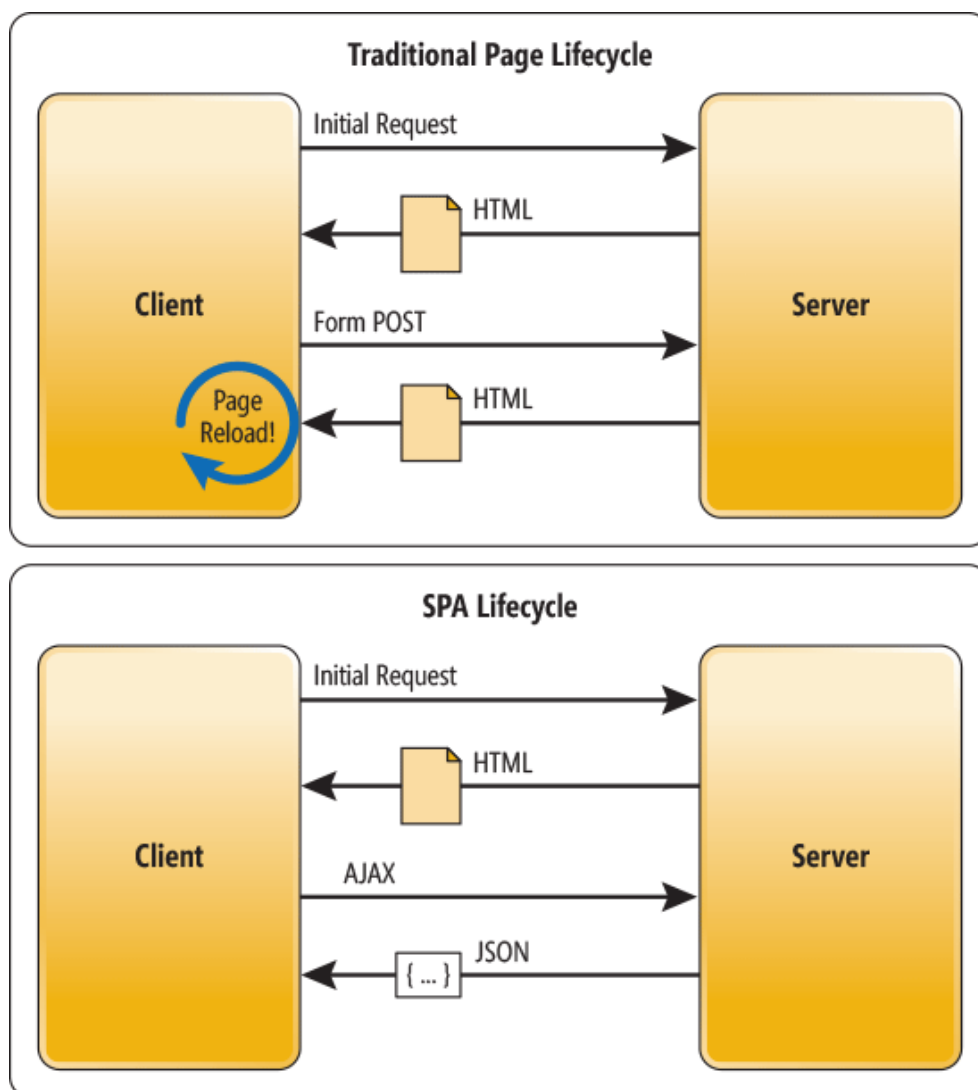 Traditional Page Lifecycle
Initial Request
HTML
Client
Server
Form POST
HTML
Page
Reload!
SPA Lifecycle
Initial Request
HTML
Client
Server
AJAX
JSON
{ ... }